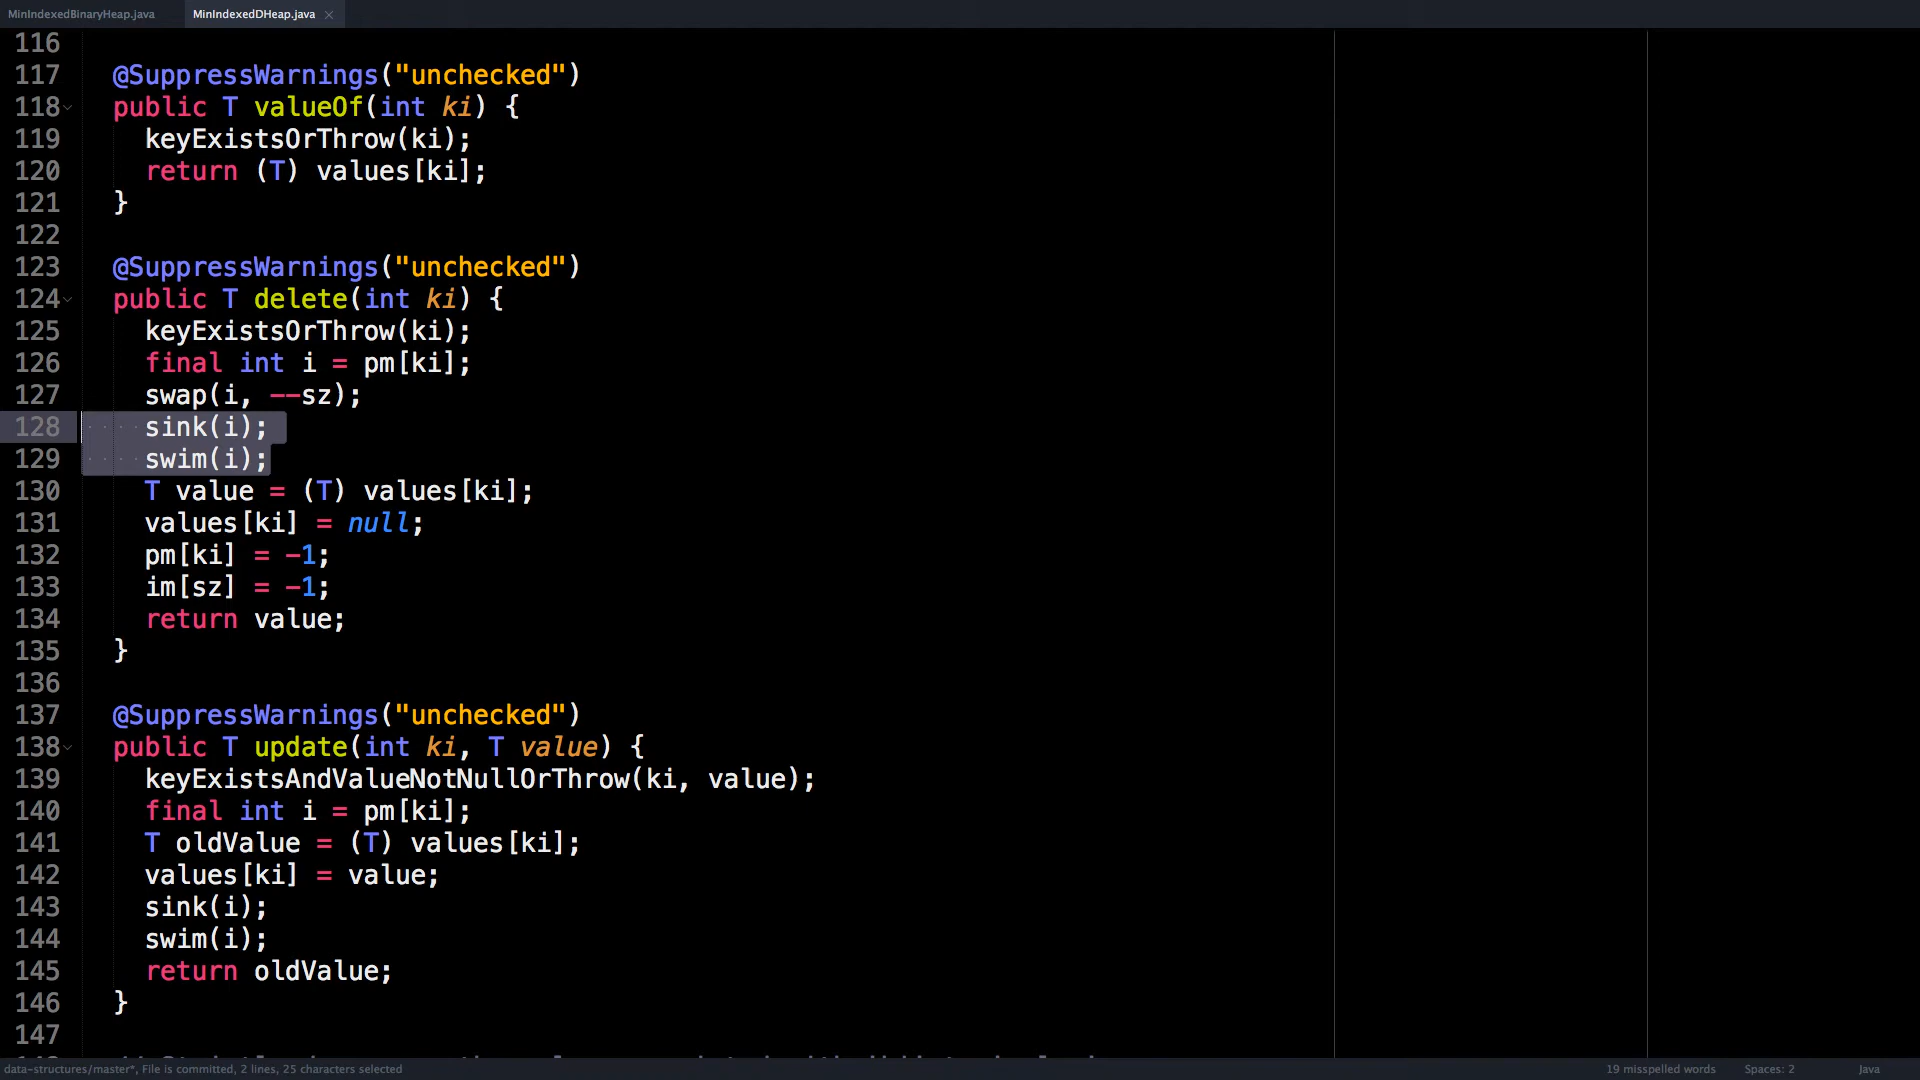 MinIndexedBinaryHeap.java
MinIndexedDHeap.java ×
116
117 @SuppressWarnings("unchecked")
118 public T valueOf(int ki) {
119 keyExistsOrThrow(ki);
120 return (T) values[ki];
121 }
122
123 @SuppressWarnings("unchecked")
124 public T delete(int ki) {
125 keyExistsOrThrow(ki);
126 final int i = pm[ki];
127 swap(i, --sz);
128 sink(i);
129 swim(i);
130 T value = (T) values[ki];
131 values[ki] = null;
132 pm[ki] = -1;
133 im[sz] = -1;
134 return value;
135 }
136
137 @SuppressWarnings("unchecked")
138 public T update(int ki, T value) {
139 keyExistsAndValueNotNullOrThrow(ki, value);
140 final int i = pm[ki];
141 T oldValue = (T) values[ki];
142 values[ki] = value;
143 sink(i);
144 swim(i);
145 return oldValue;
146 }
147
data-structures/master*, File is committed, 2 lines, 25 characters selected
19 misspelled words
Spaces: 2
Java